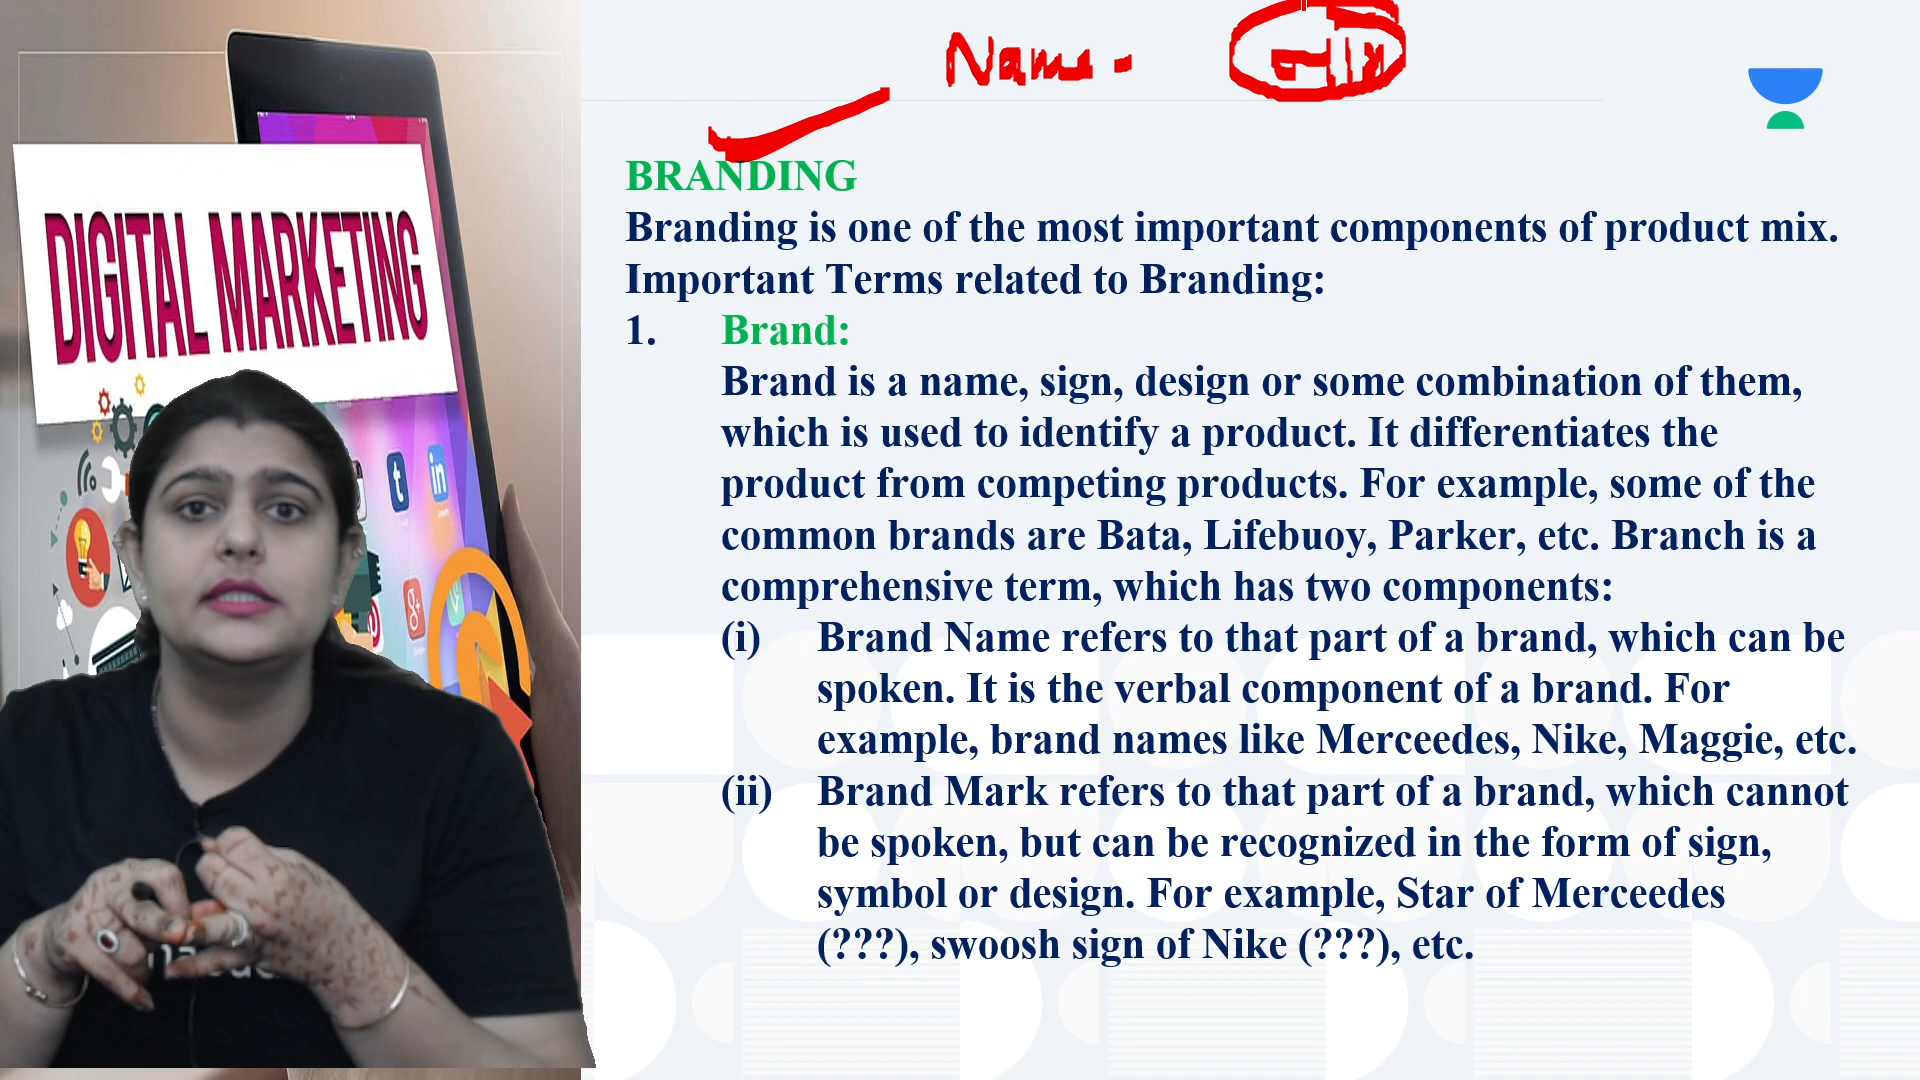 Name -
BRANDING
Branding is one of the most important components of product mix.
Important Terms related to Branding:
1. Brand:
Brand is a name, sign, design or some combination of them,
which is used to identify a product. It differentiates the
product from competing products. For example, some of the
common brands are Bata, Lifebuoy, Parker, etc. Branch is a
comprehensive term, which has two components:
(i) Brand Name refers to that part of a brand, which can be
spoken. It is the verbal component of a brand. For
example, brand names like Merceedes, Nike, Maggie, etc.
(ii) Brand Mark refers to that part of a brand, which cannot
be spoken, but can be recognized in the form of sign,
symbol or design. For example, Star of Merceedes
(???), swoosh sign of Nike (???), etc.
DIGITAL MARKETING